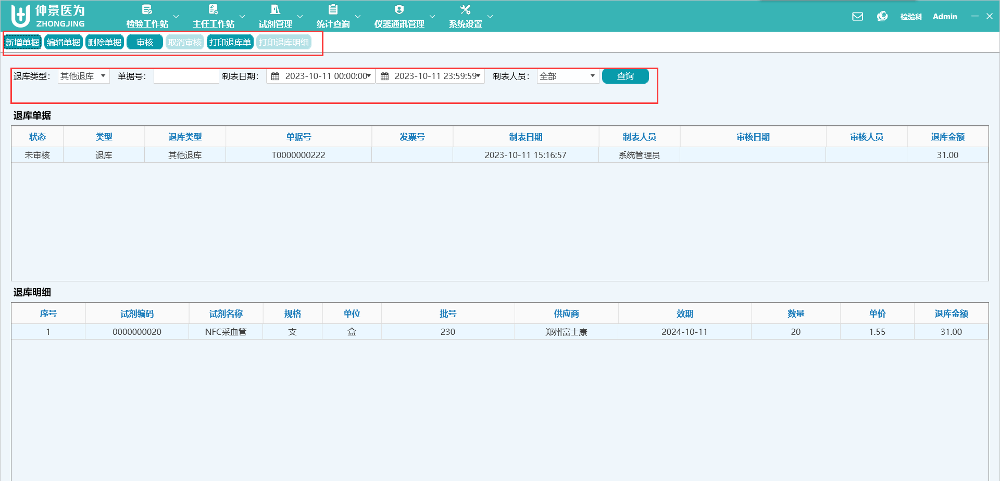 仲景医为
ZHONGJING
检验工作站 主任工作站 试剂管理 统计查询 仪器通讯管理 系统设置 检验科 Admin
新增单据 编辑单据 删除单据 审核 取消审核 打印退库单 打印退库明细
退库类型： 其他退库 单据号： 制表日期： 2023-10-11 00:00:00 2023-10-11 23:59:59 制表人员： 全部 查询
退库单据
状态 类型 退库类型 单据号 发票号 制表日期 制表人员 审核日期 审核人员 退库金额
未审核 退库 其他退库 T0000000222 2023-10-11 15:16:57 系统管理员 31.00
退库明细
序号 试剂编码 试剂名称 规格 单位 批号 供应商 效期 数量 单价 退库金额
1 0000000020 NFC采血管 支 盒 230 郑州富士康 2024-10-11 20 1.55 31.00